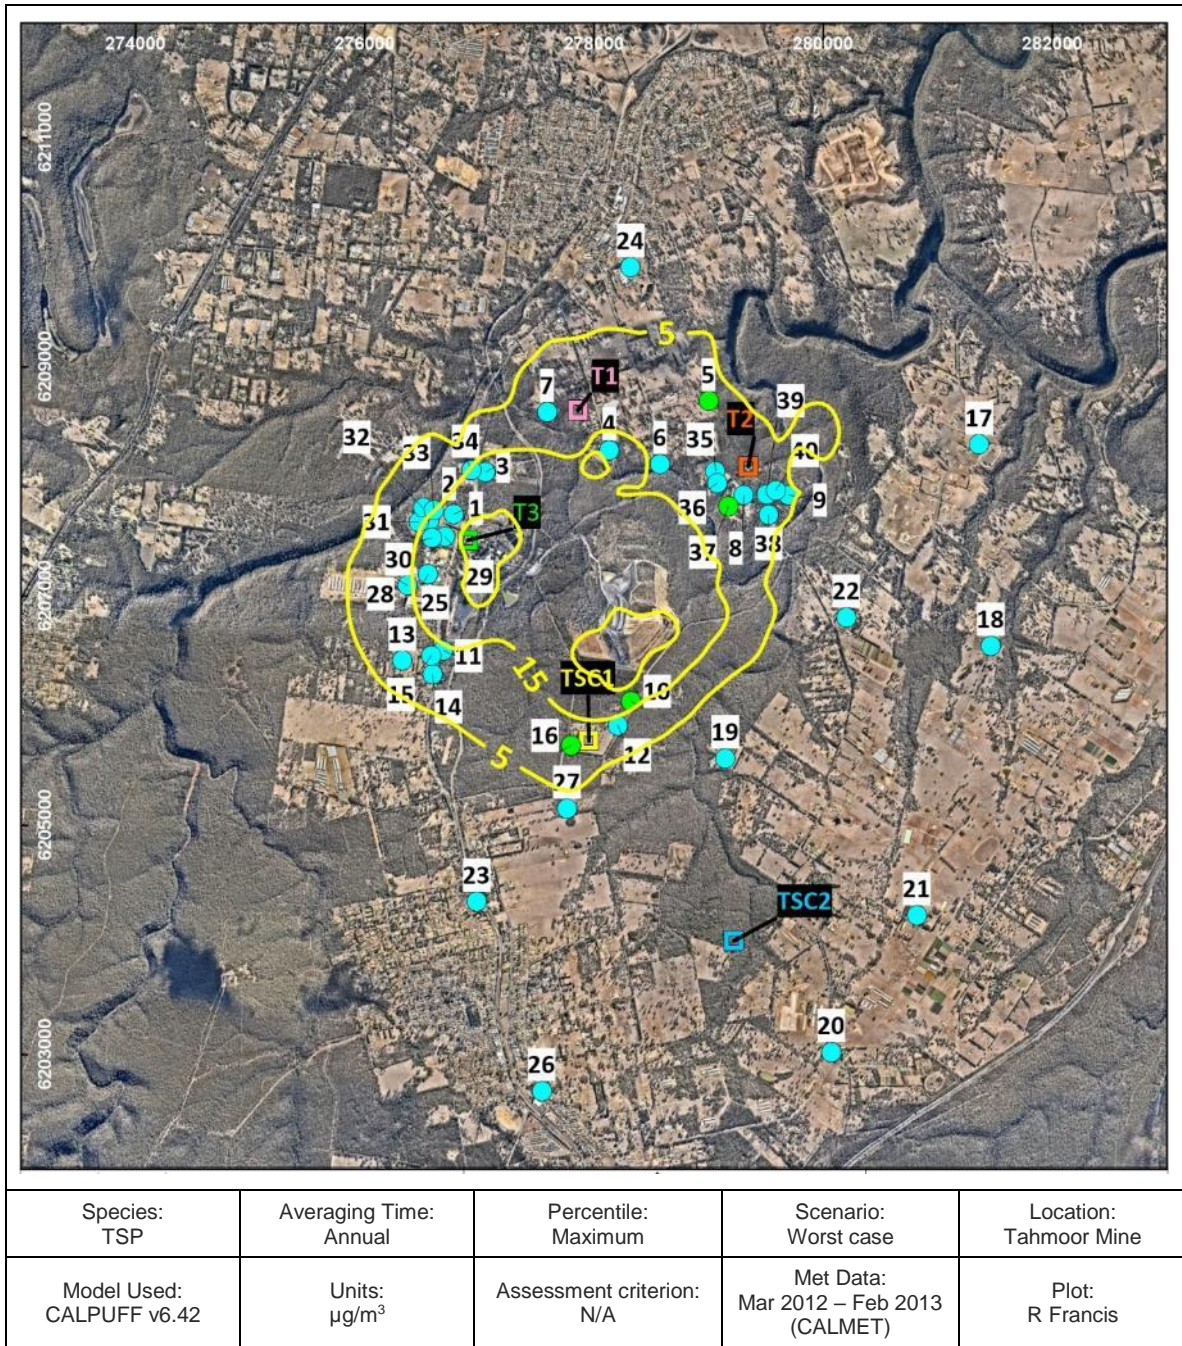 274000 276000 278000 280000 282000
6211000
24
6209000
5
T1
7
5
39
T2
17
4
32
35
33 34
6
40
3
2
9
1
T3
36
31
37 8 38
30
29
6207000
28
25
22
18
13
11
15
TSC1
10
15
14
16
12
19
5
27
6205000
23
TSC2
21
20
6203000
26
Species:
TSP
Averaging Time:
Annual
Percentile:
Maximum
Scenario:
Worst case
Location:
Tahmoor Mine
Model Used:
CALPUFF v6.42
Units:
µg/m³
Assessment criterion:
N/A
Met Data:
Mar 2012 – Feb 2013
(CALMET)
Plot:
R Francis